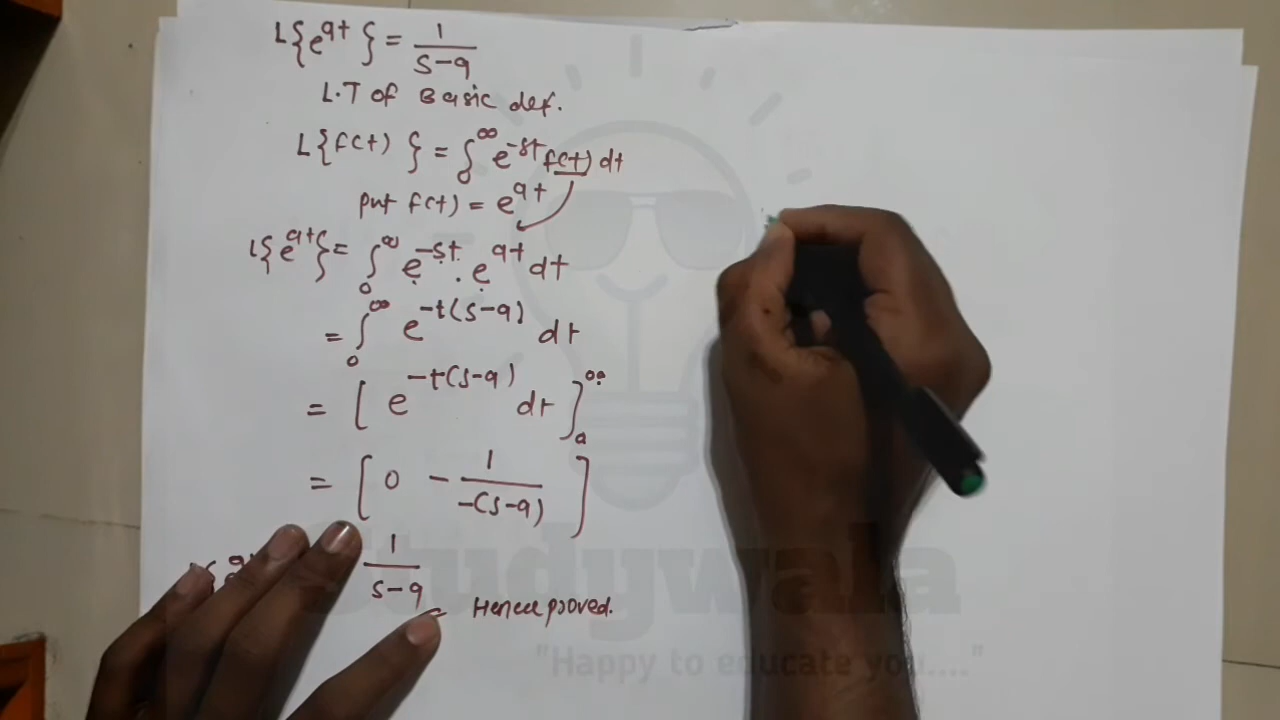 L{e^at} = 1/(s-a)
L.T of Basic def.
L{f(t)} = ∫₀^∞ e^-st f(t) dt
put f(t) = e^at
L{e^at} = ∫₀^∞ e^-st . e^at dt
= ∫₀^∞ e^-t(s-a) dt
= [ e^-t(s-a) dt ]₀^∞
= [ 0 - 1/-(s-a) ]
1/(s-a)
Hence proved.
Studywala
"Happy to educate you...."